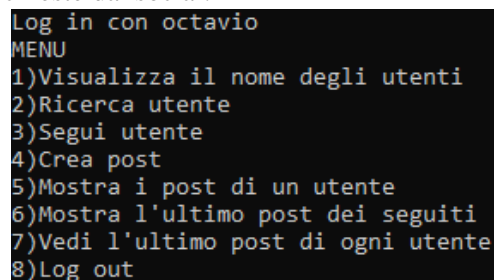 Log in con octavio
MENU
1)Visualizza il nome degli utenti
2)Ricerca utente
3)Segui utente
4)Crea post
5)Mostra i post di un utente
6)Mostra l'ultimo post dei seguiti
7)Vedi l'ultimo post di ogni utente
8)Log out